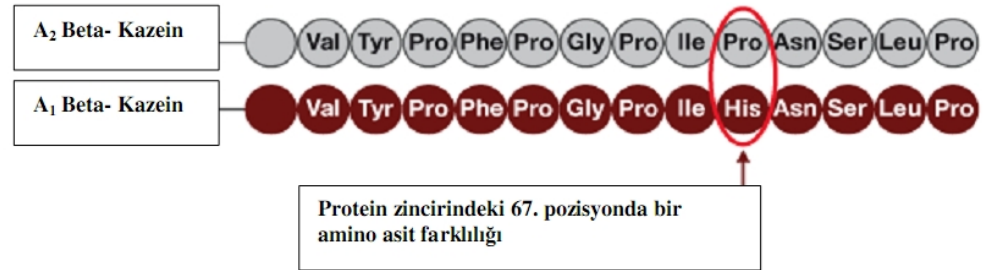 A₂ Beta- Kazein
Val Tyr Pro Phe Pro Gly Pro Ile Pro Asn Ser Leu Pro
A₁ Beta- Kazein
Val Tyr Pro Phe Pro Gly Pro Ile His Asn Ser Leu Pro
Protein zincirindeki 67. pozisyonda bir
amino asit farklılığı